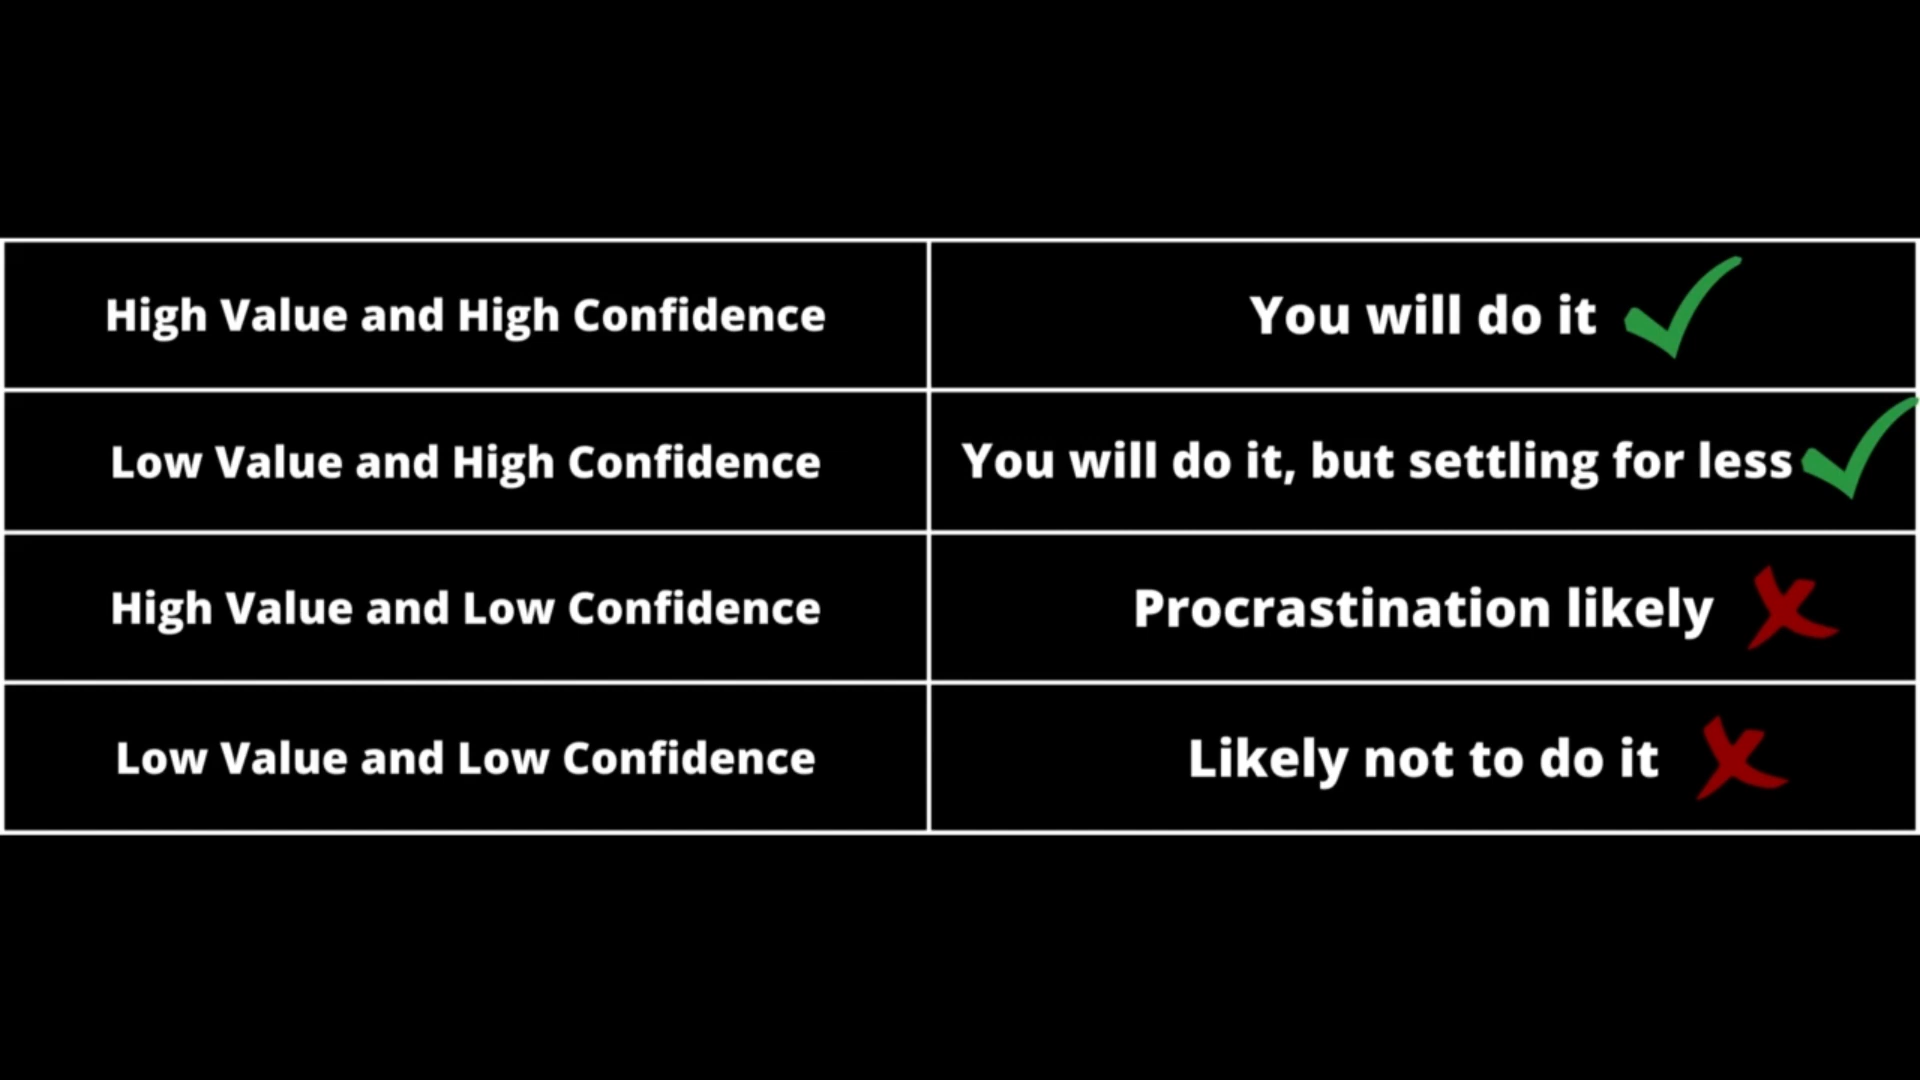 High Value and High Confidence
You will do it
Low Value and High Confidence
You will do it, but settling for less
High Value and Low Confidence
Procrastination likely
Low Value and Low Confidence
Likely not to do it